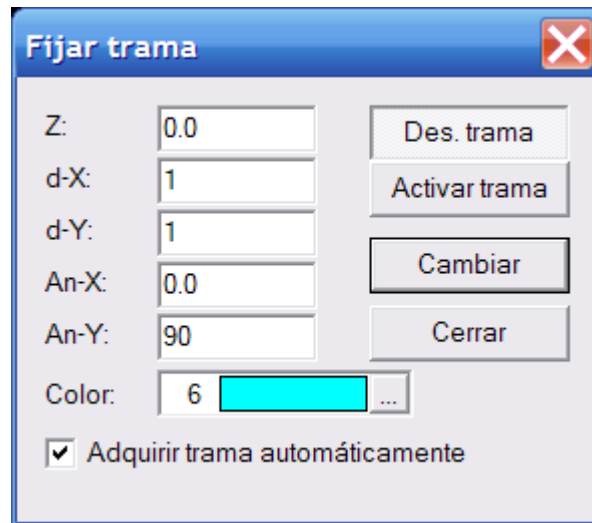 Fijar trama
Z: 0.0
Des. trama
d-X: 1
Activar trama
d-Y: 1
Cambiar
An-X: 0.0
An-Y: 90
Cerrar
Color: 6 ...
Adquirir trama automáticamente